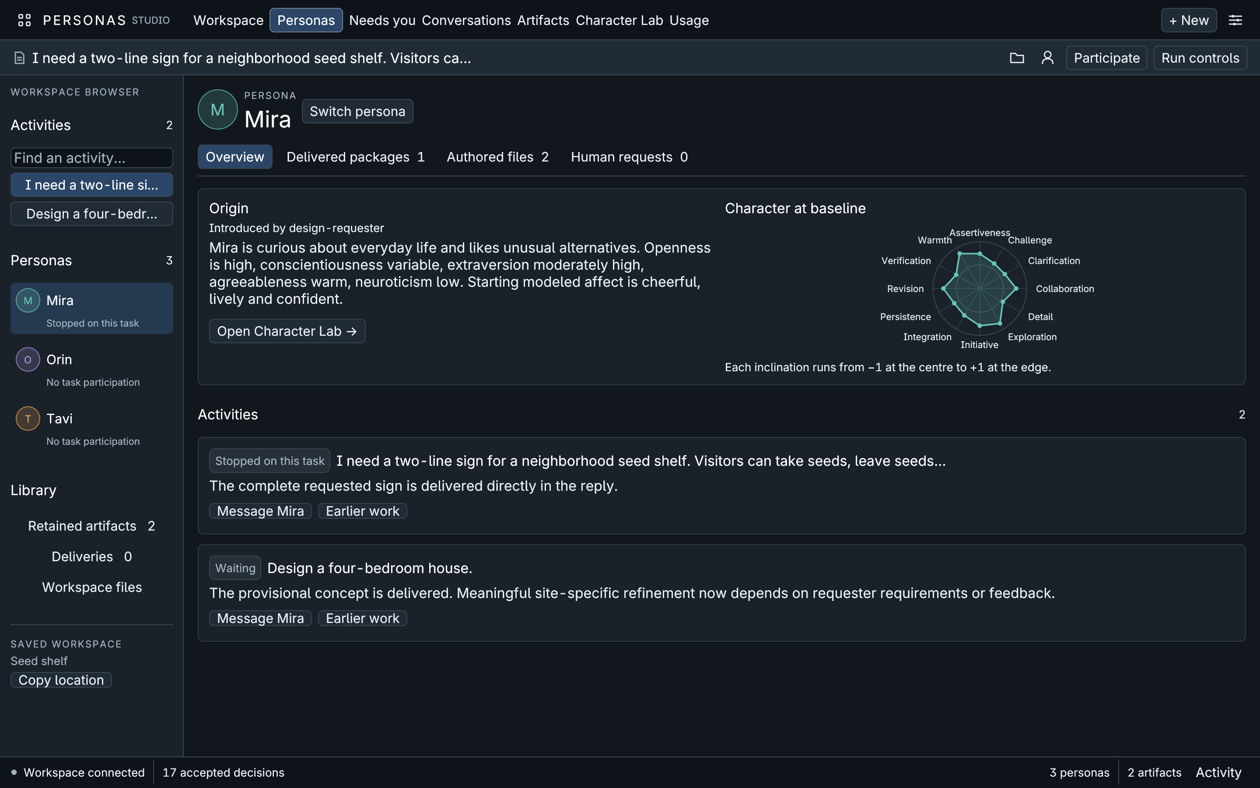 PERSONAS STUDIO Workspace Personas Needs you Conversations Artifacts Character Lab Usage + New
I need a two-line sign for a neighborhood seed shelf. Visitors ca... Participate Run controls
WORKSPACE BROWSER
Activities 2
Find an activity...
I need a two-line si...
Design a four-bedr...
Personas 3
M Mira
Stopped on this task
O Orin
No task participation
T Tavi
No task participation
Library
Retained artifacts 2
Deliveries 0
Workspace files
SAVED WORKSPACE
Seed shelf
Copy location
M
PERSONA
Mira
Switch persona
Overview Delivered packages 1 Authored files 2 Human requests 0
Origin
Introduced by design-requester
Mira is curious about everyday life and likes unusual alternatives. Openness
is high, conscientiousness variable, extraversion moderately high,
agreeableness warm, neuroticism low. Starting modeled affect is cheerful,
lively and confident.
Open Character Lab →
Character at baseline
Assertiveness
Challenge
Clarification
Collaboration
Detail
Exploration
Initiative
Integration
Persistence
Revision
Verification
Warmth
Each inclination runs from −1 at the centre to +1 at the edge.
Activities 2
Stopped on this task I need a two-line sign for a neighborhood seed shelf. Visitors can take seeds, leave seeds...
The complete requested sign is delivered directly in the reply.
Message Mira Earlier work
Waiting Design a four-bedroom house.
The provisional concept is delivered. Meaningful site-specific refinement now depends on requester requirements or feedback.
Message Mira Earlier work
Workspace connected 17 accepted decisions 3 personas 2 artifacts Activity